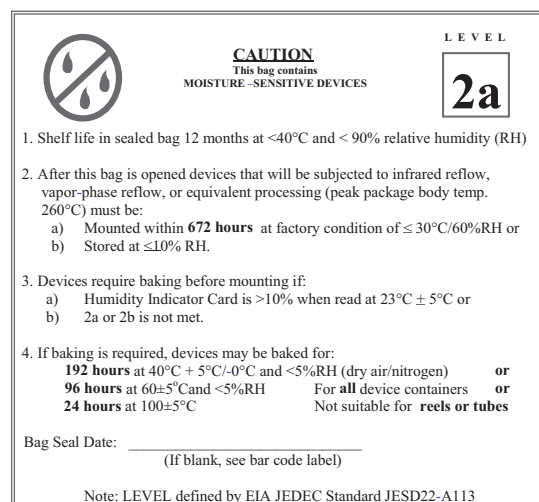 LEVEL
2a
CAUTION
This bag contains
MOISTURE –SENSITIVE DEVICES
1. Shelf life in sealed bag 12 months at <40°C and < 90% relative humidity (RH)
2. After this bag is opened devices that will be subjected to infrared reflow,
vapor-phase reflow, or equivalent processing (peak package body temp.
260°C) must be:
a) Mounted within 672 hours at factory condition of ≤ 30°C/60%RH or
b) Stored at ≤10% RH.
3. Devices require baking before mounting if:
a) Humidity Indicator Card is >10% when read at 23°C ± 5°C or
b) 2a or 2b is not met.
4. If baking is required, devices may be baked for:
192 hours at 40°C + 5°C/-0°C and <5%RH (dry air/nitrogen) or
96 hours at 60±5°Cand <5%RH For all device containers or
24 hours at 100±5°C Not suitable for reels or tubes
Bag Seal Date: ______________________________
(If blank, see bar code label)
Note: LEVEL defined by EIA JEDEC Standard JESD22-A113